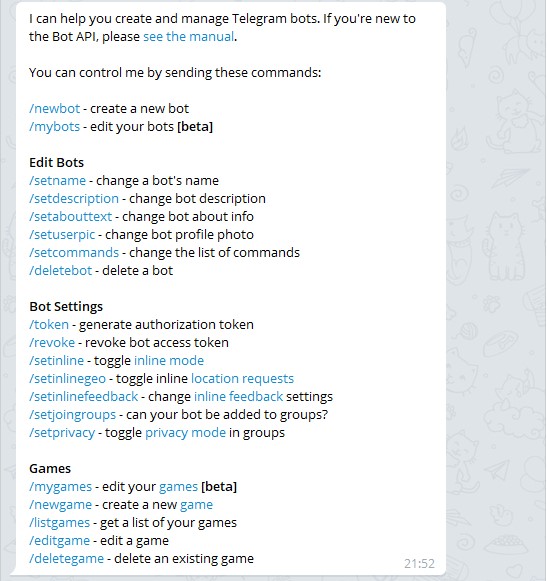 I can help you create and manage Telegram bots. If you're new to
the Bot API, please see the manual.
You can control me by sending these commands:
/newbot - create a new bot
/mybots - edit your bots [beta]
Edit Bots
/setname - change a bot's name
/setdescription - change bot description
/setabouttext - change bot about info
/setuserpic - change bot profile photo
/setcommands - change the list of commands
/deletebot - delete a bot
Bot Settings
/token - generate authorization token
/revoke - revoke bot access token
/setinline - toggle inline mode
/setinlinegeo - toggle inline location requests
/setinlinefeedback - change inline feedback settings
/setjoingroups - can your bot be added to groups?
/setprivacy - toggle privacy mode in groups
Games
/mygames - edit your games [beta]
/newgame - create a new game
/listgames - get a list of your games
/editgame - edit a game
/deletegame - delete an existing game
21:52